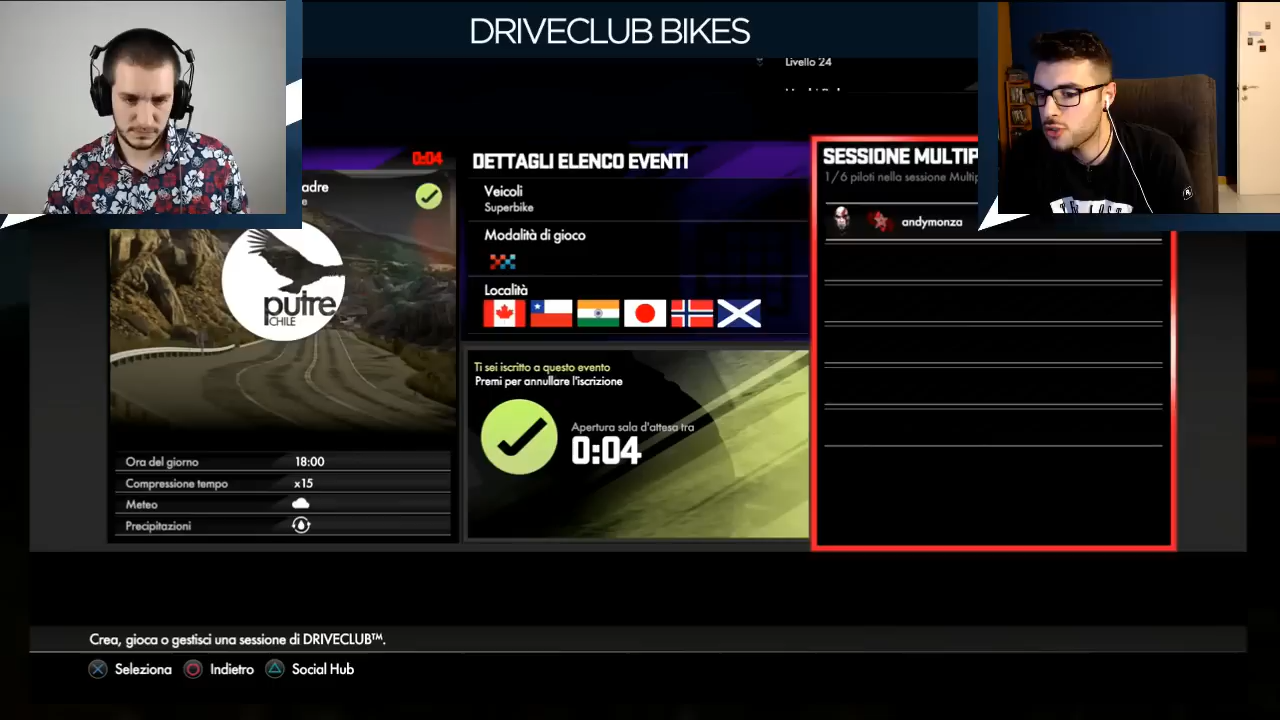 DRIVECLUB BIKES
Livello 24
0:04
adre
putre
CHILE
Ora del giorno 18:00
Compressione tempo x15
Meteo
Precipitazioni
DETTAGLI ELENCO EVENTI
Veicoli
Superbike
Modalità di gioco
Località
Ti sei iscritto a questo evento
Premi per annullare l'iscrizione
Apertura sala d'attesa tra
0:04
SESSIONE MULTIP
1/6 piloti nella sessione Multip
andymonza
Crea, gioca o gestisci una sessione di DRIVECLUB™.
Seleziona Indietro Social Hub